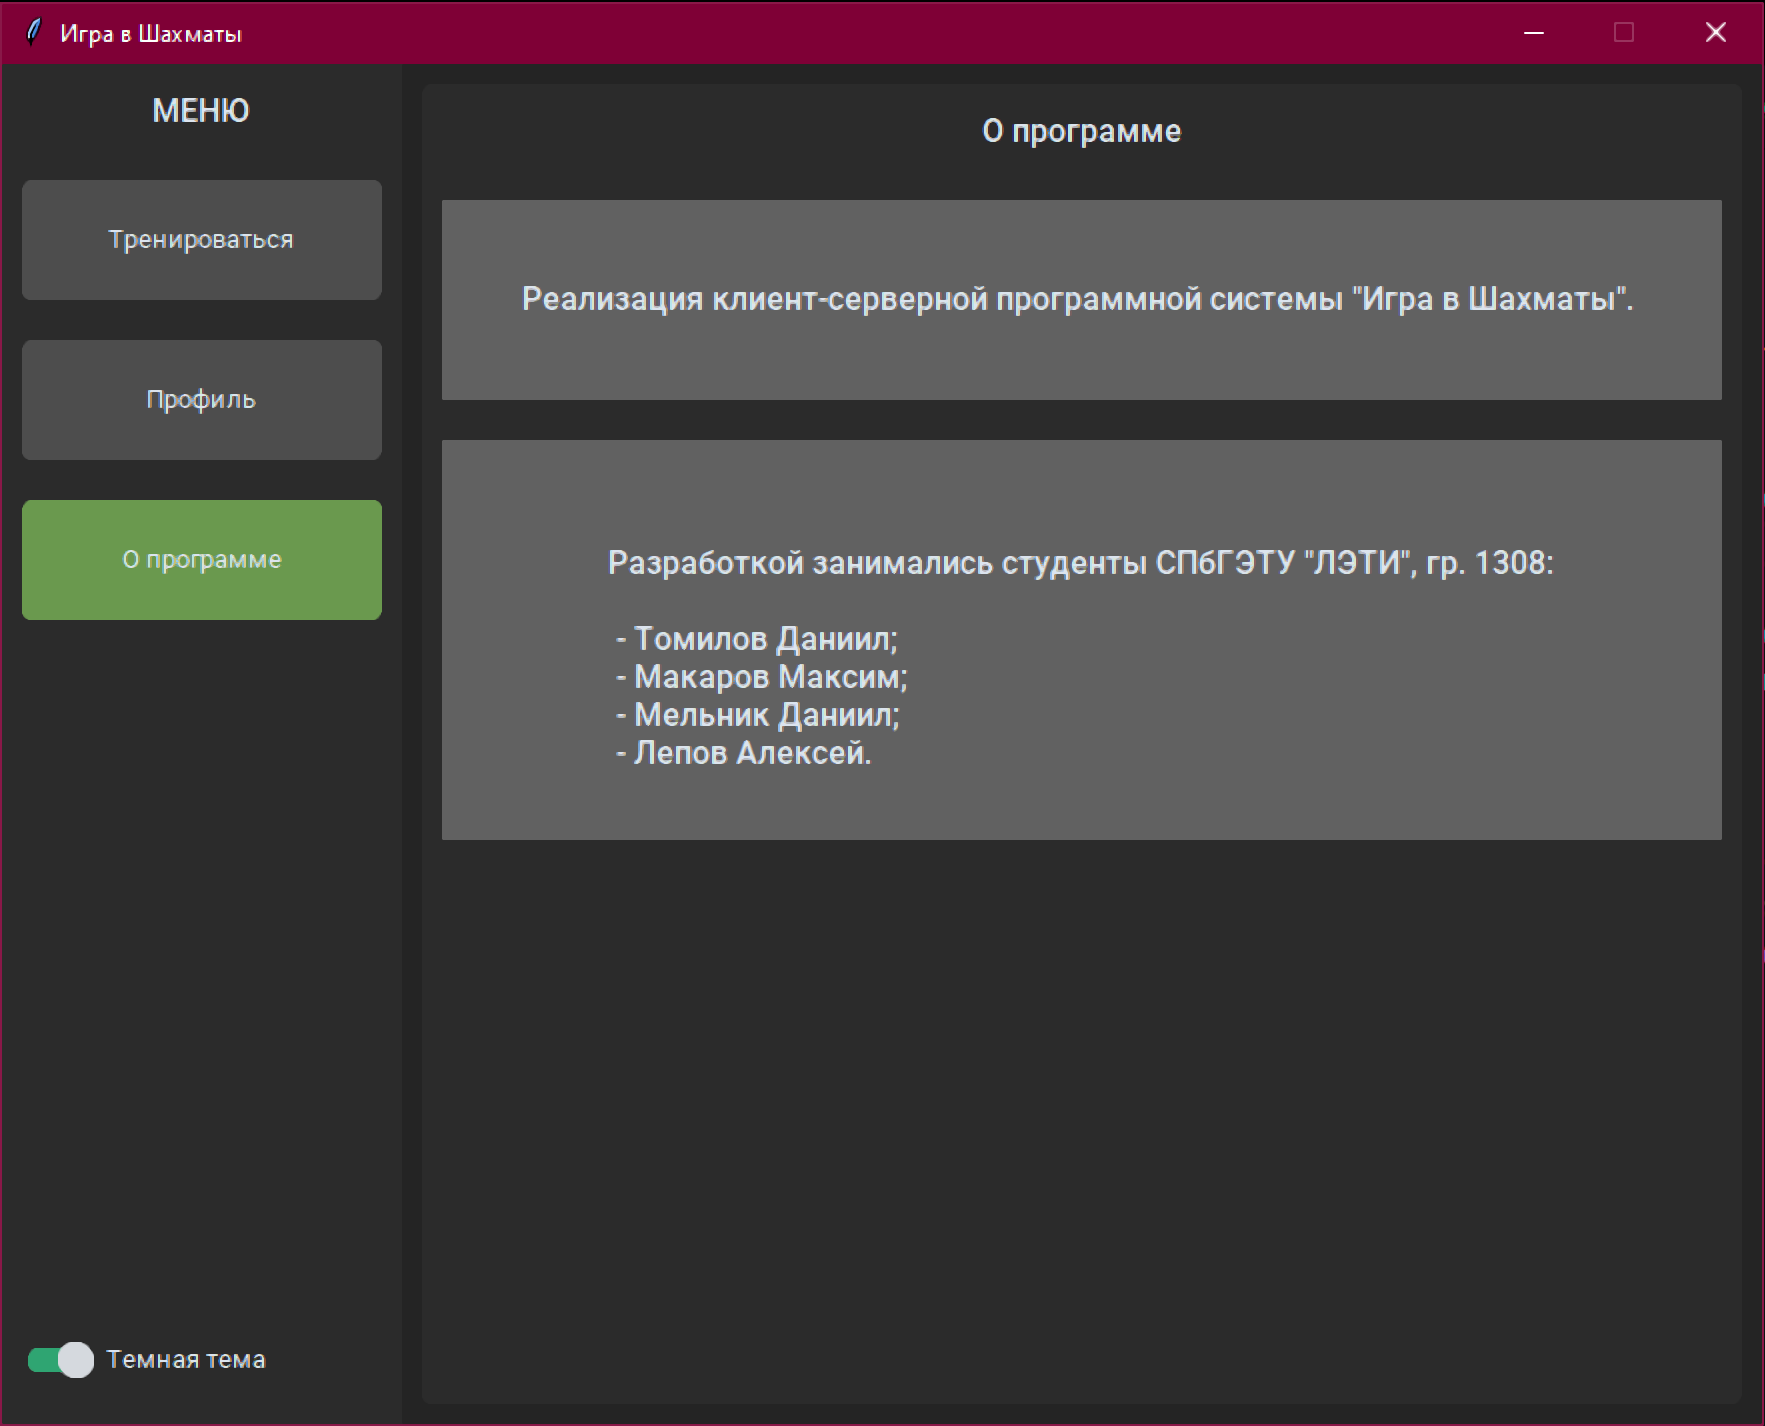 Игра в Шахматы
МЕНЮ
Тренироваться
Профиль
О программе
Темная тема
О программе
Реализация клиент-серверной программной системы "Игра в Шахматы".
Разработкой занимались студенты СПбГЭТУ "ЛЭТИ", гр. 1308:
- Томилов Даниил;
- Макаров Максим;
- Мельник Даниил;
- Лепов Алексей.